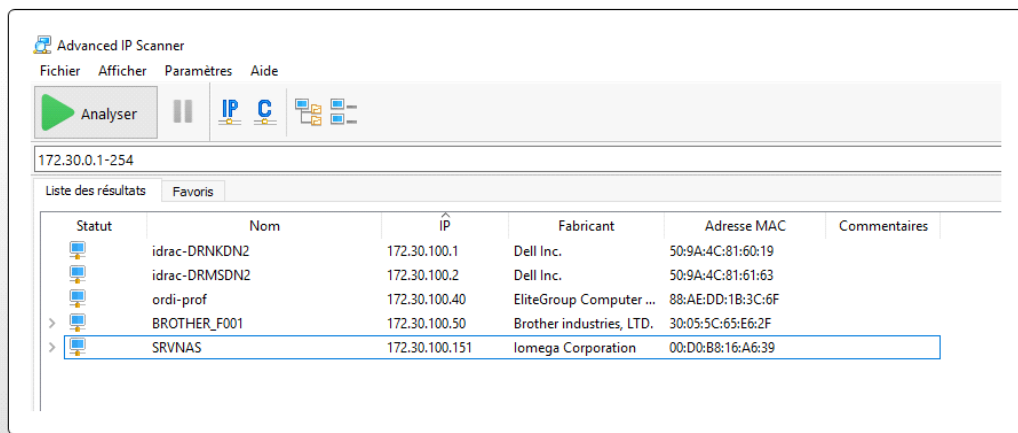 Advanced IP Scanner
Fichier Afficher Paramètres Aide
Analyser IP C
172.30.0.1-254
Liste des résultats Favoris
Statut Nom IP Fabricant Adresse MAC Commentaires
idrac-DRNKDN2 172.30.100.1 Dell Inc. 50:9A:4C:81:60:19
idrac-DRMSDN2 172.30.100.2 Dell Inc. 50:9A:4C:81:61:63
ordi-prof 172.30.100.40 EliteGroup Computer ... 88:AE:DD:1B:3C:6F
BROTHER_F001 172.30.100.50 Brother industries, LTD. 30:05:5C:65:E6:2F
SRVNAS 172.30.100.151 Iomega Corporation 00:D0:B8:16:A6:39